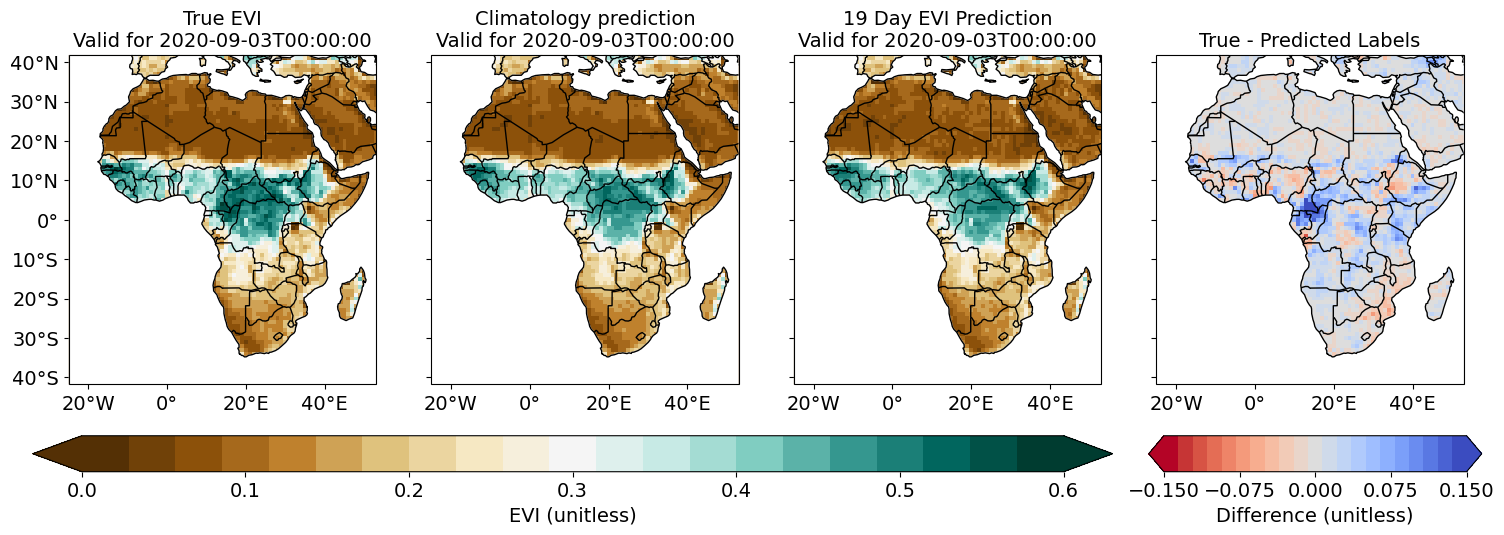 True EVI
Valid for 2020-09-03T00:00:00
Climatology prediction
Valid for 2020-09-03T00:00:00
19 Day EVI Prediction
Valid for 2020-09-03T00:00:00
True - Predicted Labels
40°N
30°N
20°N
10°N
0°
10°S
20°S
30°S
40°S
20°W 0° 20°E 40°E
20°W 0° 20°E 40°E
20°W 0° 20°E 40°E
20°W 0° 20°E 40°E
0.0 0.1 0.2 0.3 0.4 0.5 0.6
EVI (unitless)
−0.150 −0.075 0.000 0.075 0.150
Difference (unitless)